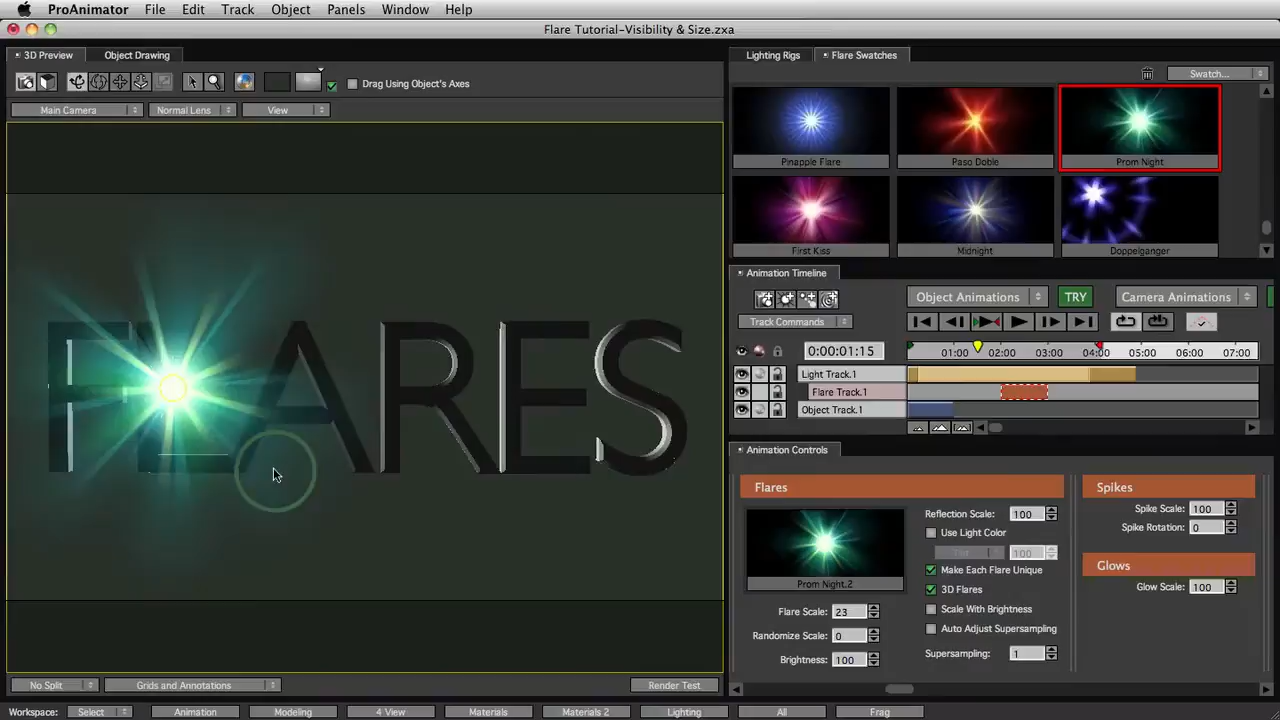 ProAnimator File Edit Track Object Panels Window Help
Flare Tutorial-Visibility & Size.zxa
3D Preview Object Drawing
Drag Using Object's Axes
Main Camera Normal Lens View
FLARES
No Split Grids and Annotations Render Test
Lighting Rigs Flare Swatches
Swatch...
Pinapple Flare Paso Doble Prom Night
First Kiss Midnight Doppelganger
Animation Timeline
Object Animations TRY Camera Animations
Track Commands
0:00:01:15 01:00 02:00 03:00 04:00 05:00 06:00 07:00
Light Track.1
Flare Track.1
Object Track.1
Animation Controls
Flares
Prom Night.2
Flare Scale: 23
Randomize Scale: 0
Brightness: 100
Reflection Scale: 100
Use Light Color
Tint 100
Make Each Flare Unique
3D Flares
Scale With Brightness
Auto Adjust Supersampling
Supersampling: 1
Spikes
Spike Scale: 100
Spike Rotation: 0
Glows
Glow Scale: 100
Workspace: Select Animation Modeling 4 View Materials Materials 2 Lighting All Frag